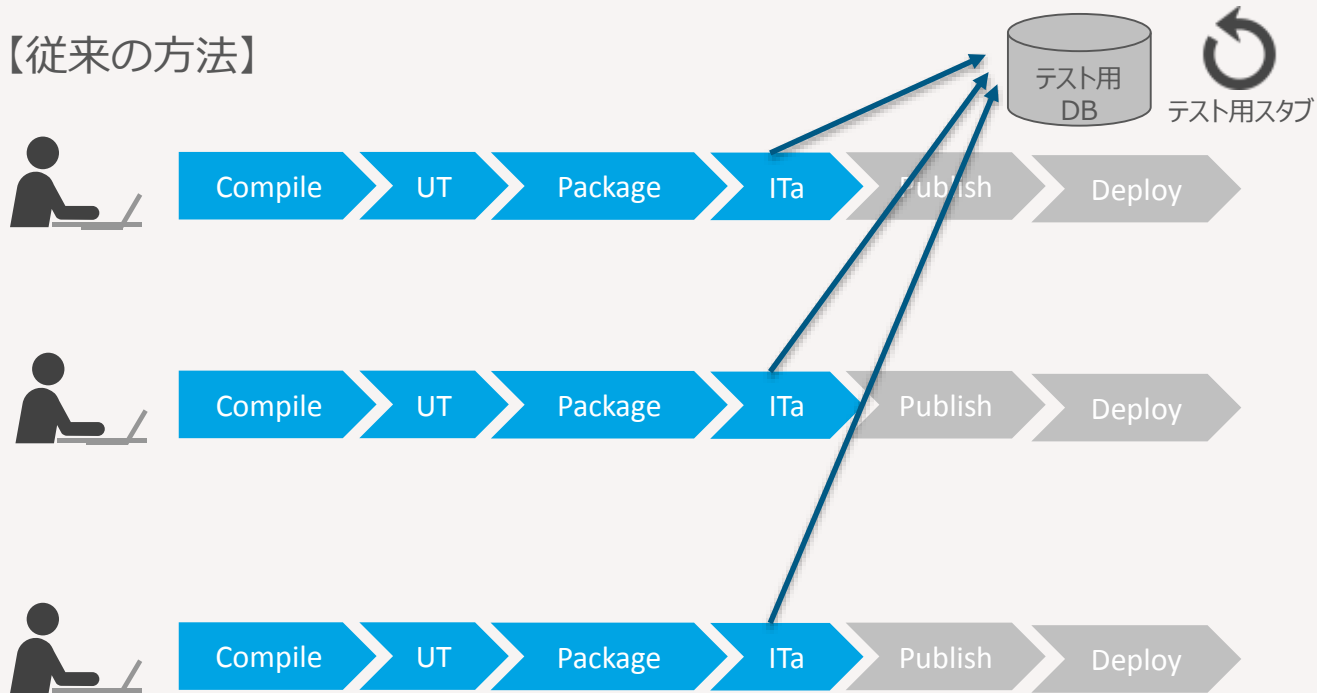 【従来の方法】
テスト用
DB
テスト用スタブ
Compile UT Package ITa Publish Deploy
Compile UT Package ITa Publish Deploy
Compile UT Package ITa Publish Deploy